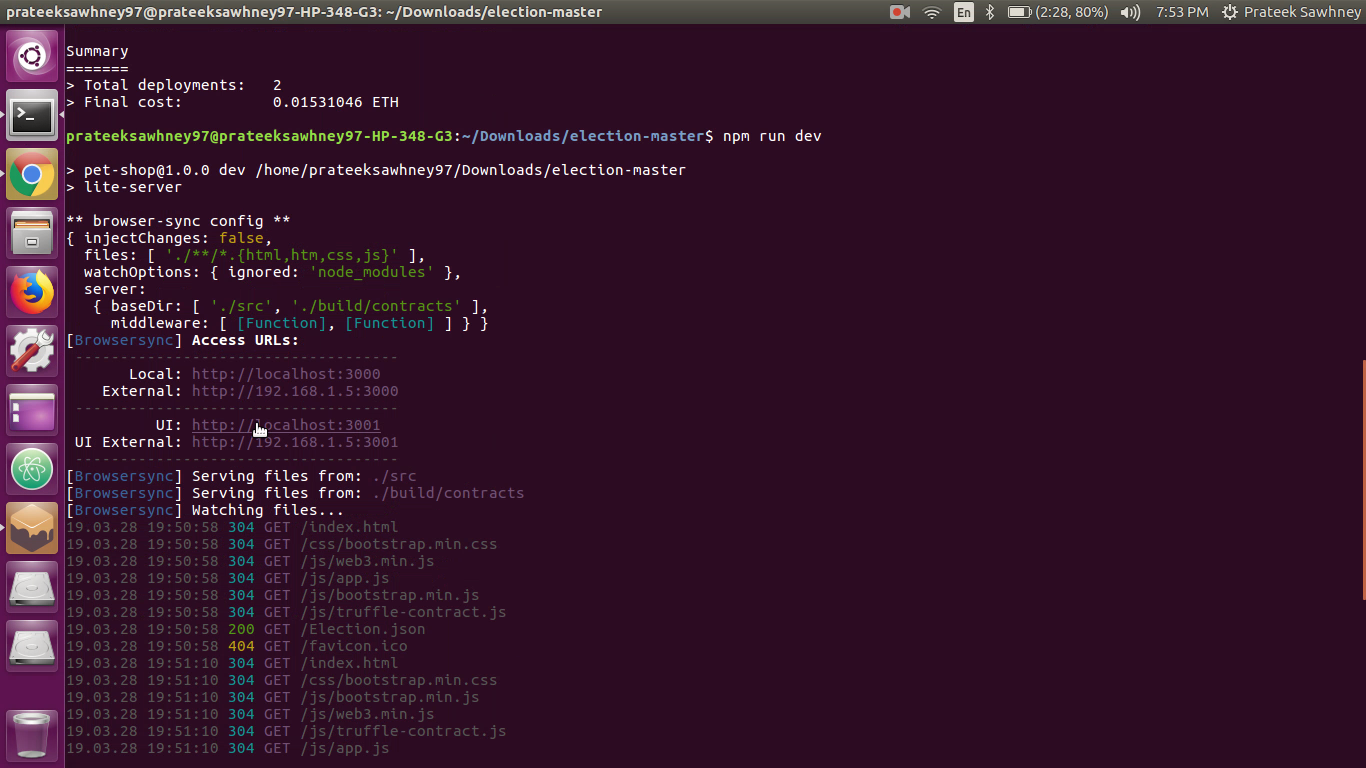 prateeksawhney97@prateeksawhney97-HP-348-G3: ~/Downloads/election-master En (2:28, 80%) 7:53 PM Prateek Sawhney
Summary
=======
> Total deployments:   2
> Final cost:          0.01531046 ETH
prateeksawhney97@prateeksawhney97-HP-348-G3:~/Downloads/election-master$ npm run dev
> pet-shop@1.0.0 dev /home/prateeksawhney97/Downloads/election-master
> lite-server
** browser-sync config **
{ injectChanges: false,
  files: [ './**/*.{html,htm,css,js}' ],
  watchOptions: { ignored: 'node_modules' },
  server:
   { baseDir: [ './src', './build/contracts' ],
     middleware: [ [Function], [Function] ] } }
[Browsersync] Access URLs:
 ------------------------------------
       Local: http://localhost:3000
    External: http://192.168.1.5:3000
 ------------------------------------
          UI: http://localhost:3001
 UI External: http://192.168.1.5:3001
 ------------------------------------
[Browsersync] Serving files from: ./src
[Browsersync] Serving files from: ./build/contracts
[Browsersync] Watching files...
19.03.28 19:50:58 304 GET /index.html
19.03.28 19:50:58 304 GET /css/bootstrap.min.css
19.03.28 19:50:58 304 GET /js/web3.min.js
19.03.28 19:50:58 304 GET /js/app.js
19.03.28 19:50:58 304 GET /js/bootstrap.min.js
19.03.28 19:50:58 304 GET /js/truffle-contract.js
19.03.28 19:50:58 200 GET /Election.json
19.03.28 19:50:58 404 GET /favicon.ico
19.03.28 19:51:10 304 GET /index.html
19.03.28 19:51:10 304 GET /css/bootstrap.min.css
19.03.28 19:51:10 304 GET /js/bootstrap.min.js
19.03.28 19:51:10 304 GET /js/web3.min.js
19.03.28 19:51:10 304 GET /js/truffle-contract.js
19.03.28 19:51:10 304 GET /js/app.js